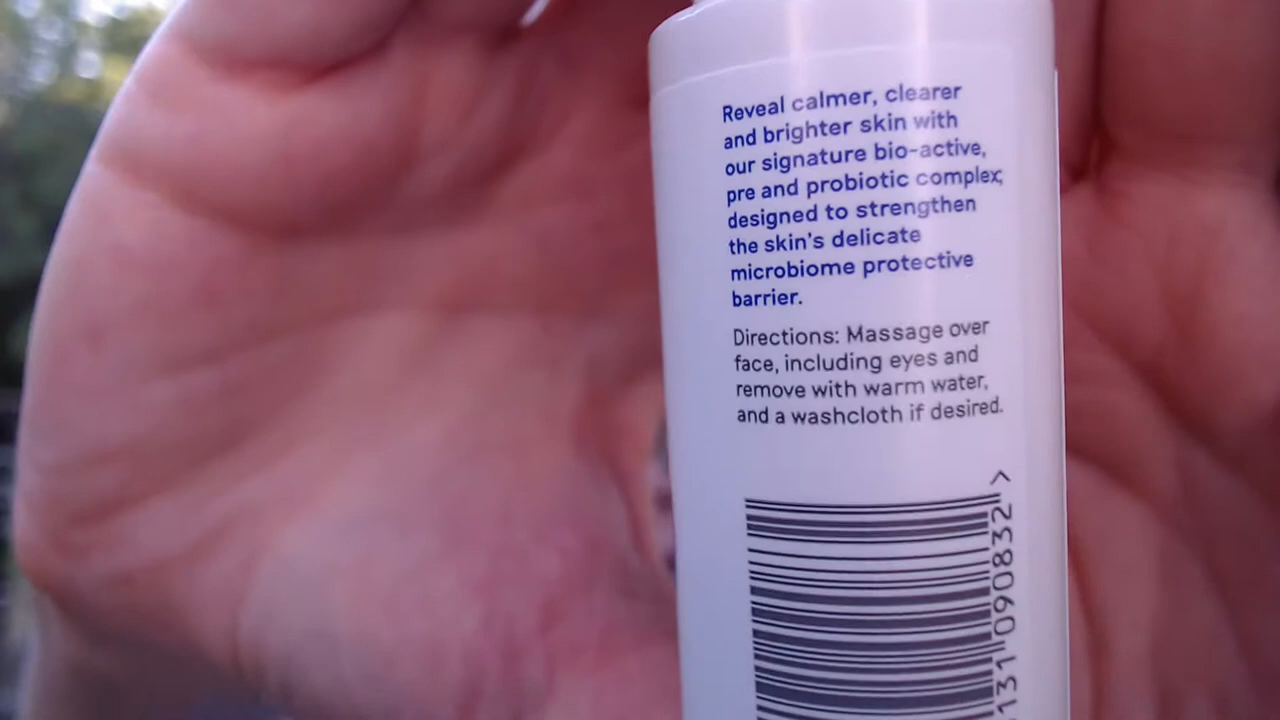 Reveal calmer, clearer
and brighter skin with
our signature bio-active,
pre and probiotic complex,
designed to strengthen
the skin's delicate
microbiome protective
barrier.
Directions: Massage over
face, including eyes and
remove with warm water,
and a washcloth if desired.
131 090832 >